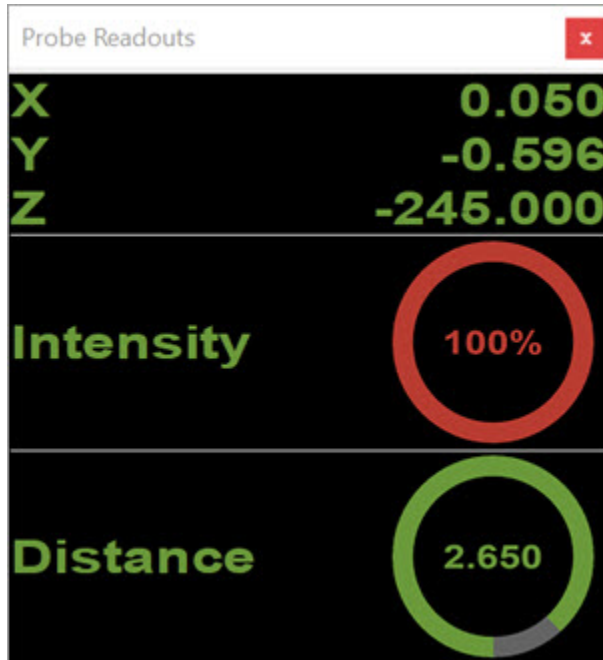 Probe Readouts x
X 0.050
Y -0.596
Z -245.000
Intensity 100%
Distance 2.650